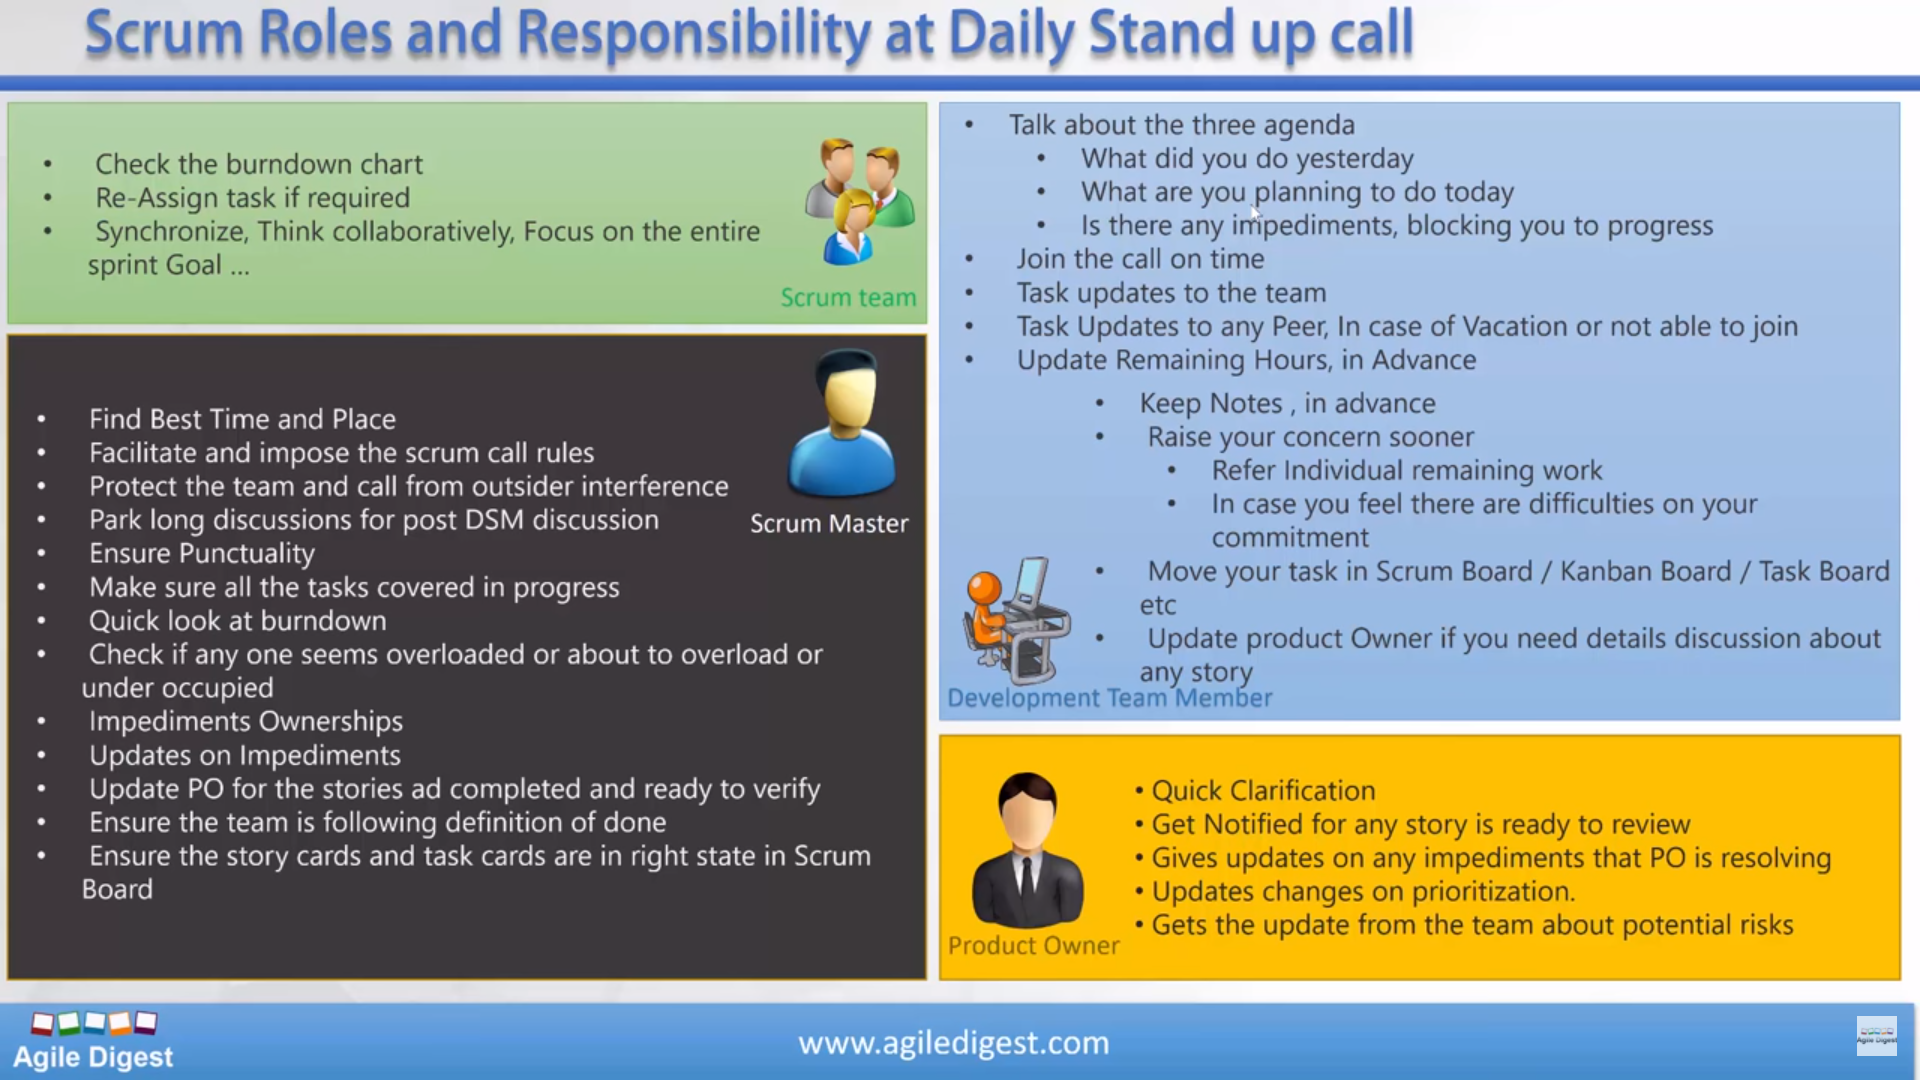 Scrum Roles and Responsibility at Daily Stand up call
• Check the burndown chart
• Re-Assign task if required
• Synchronize, Think collaboratively, Focus on the entire
sprint Goal ...
Scrum team
• Find Best Time and Place
• Facilitate and impose the scrum call rules
• Protect the team and call from outsider interference
• Park long discussions for post DSM discussion
• Ensure Punctuality
• Make sure all the tasks covered in progress
• Quick look at burndown
• Check if any one seems overloaded or about to overload or
under occupied
• Impediments Ownerships
• Updates on Impediments
• Update PO for the stories ad completed and ready to verify
• Ensure the team is following definition of done
• Ensure the story cards and task cards are in right state in Scrum
Board
Scrum Master
• Talk about the three agenda
• What did you do yesterday
• What are you planning to do today
• Is there any impediments, blocking you to progress
• Join the call on time
• Task updates to the team
• Task Updates to any Peer, In case of Vacation or not able to join
• Update Remaining Hours, in Advance
• Keep Notes , in advance
• Raise your concern sooner
• Refer Individual remaining work
• In case you feel there are difficulties on your
commitment
• Move your task in Scrum Board / Kanban Board / Task Board
etc
• Update product Owner if you need details discussion about
any story
Development Team Member
• Quick Clarification
• Get Notified for any story is ready to review
• Gives updates on any impediments that PO is resolving
• Updates changes on prioritization.
• Gets the update from the team about potential risks
Product Owner
Agile Digest
www.agiledigest.com
Agile Digest